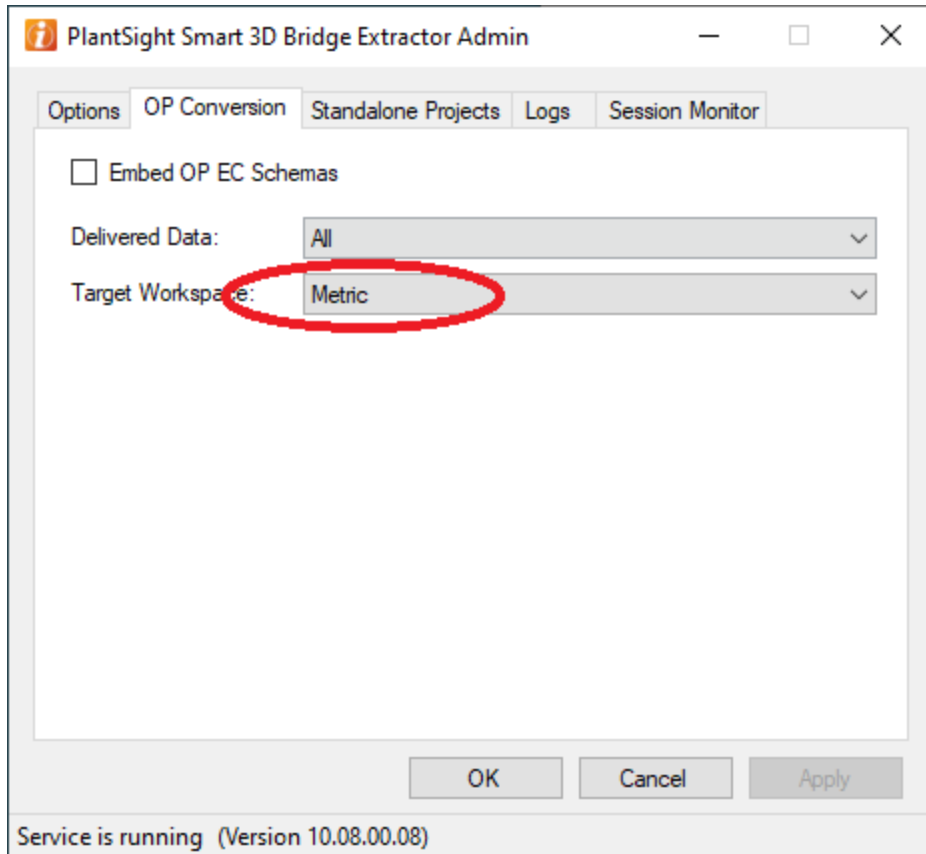 PlantSight Smart 3D Bridge Extractor Admin
Options OP Conversion Standalone Projects Logs Session Monitor
Embed OP EC Schemas
Delivered Data: All
Target Workspace: Metric
OK Cancel Apply
Service is running (Version 10.08.00.08)